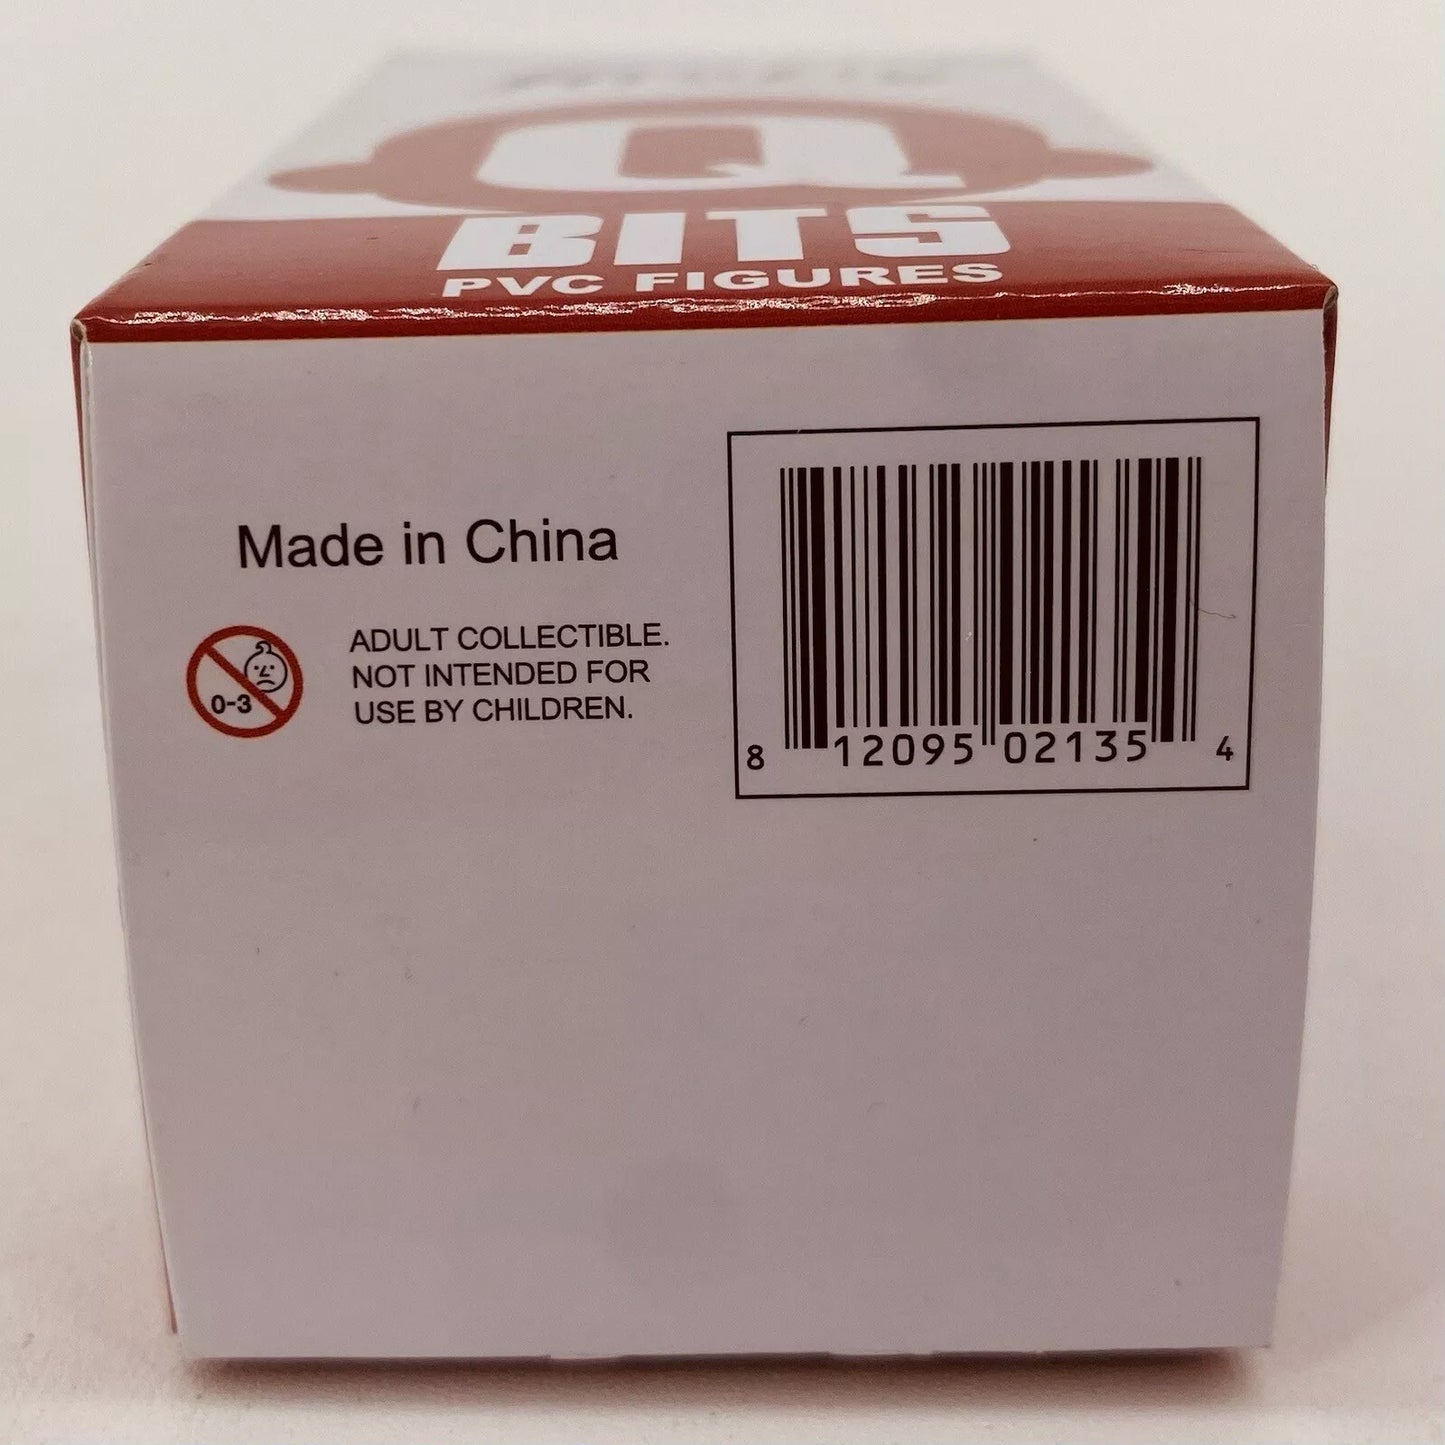 Q
BITS
PVC FIGURES
Made in China
0-3
ADULT COLLECTIBLE.
NOT INTENDED FOR
USE BY CHILDREN.
8 12095 02135 4